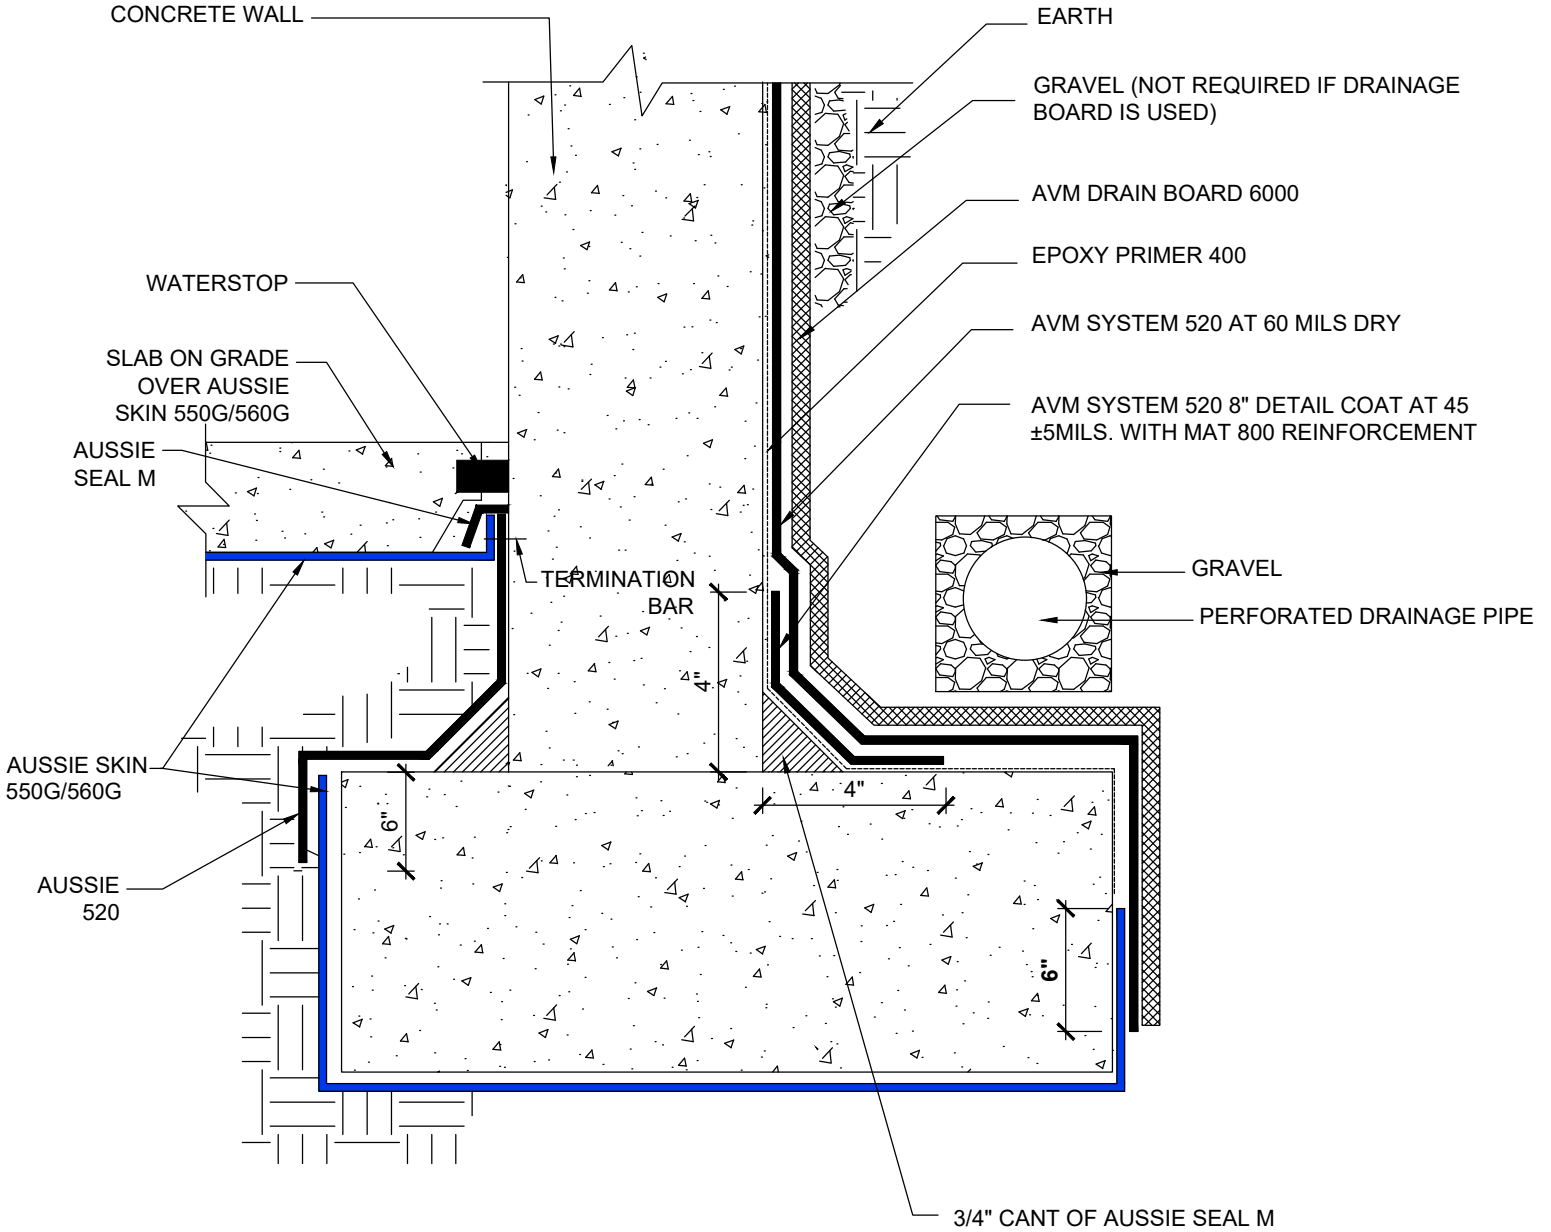 CONCRETE WALL
EARTH
GRAVEL (NOT REQUIRED IF DRAINAGE
BOARD IS USED)
AVM DRAIN BOARD 6000
EPOXY PRIMER 400
WATERSTOP
AVM SYSTEM 520 AT 60 MILS DRY
SLAB ON GRADE
OVER AUSSIE
SKIN 550G/560G
AVM SYSTEM 520 8" DETAIL COAT AT 45
±5MILS. WITH MAT 800 REINFORCEMENT
AUSSIE
SEAL M
TERMINATION
BAR
GRAVEL
PERFORATED DRAINAGE PIPE
4"
AUSSIE SKIN
550G/560G
4"
6"
AUSSIE
520
6"
3/4" CANT OF AUSSIE SEAL M